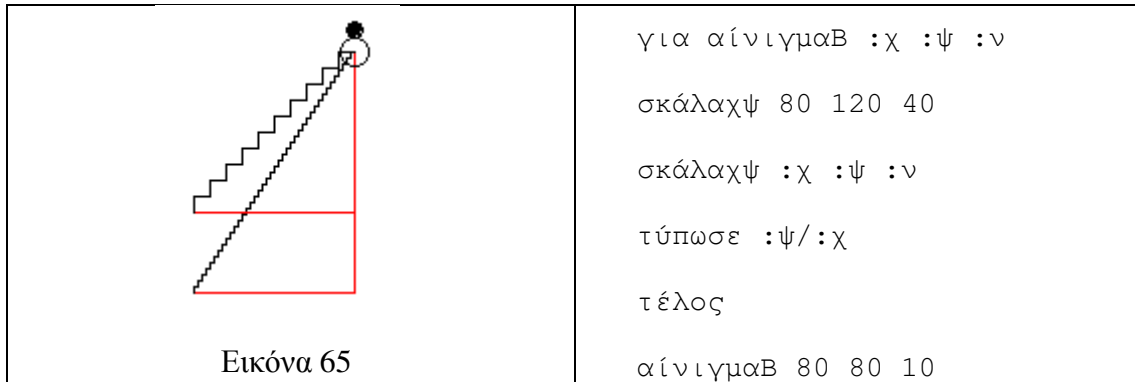 Εικόνα 65
για αίνιγμαΒ :χ :ψ :ν
σκάλαχψ 80 120 40
σκάλαχψ :χ :ψ :ν
τύπωσε :ψ/:χ
τέλος
αίνιγμαΒ 80 80 10